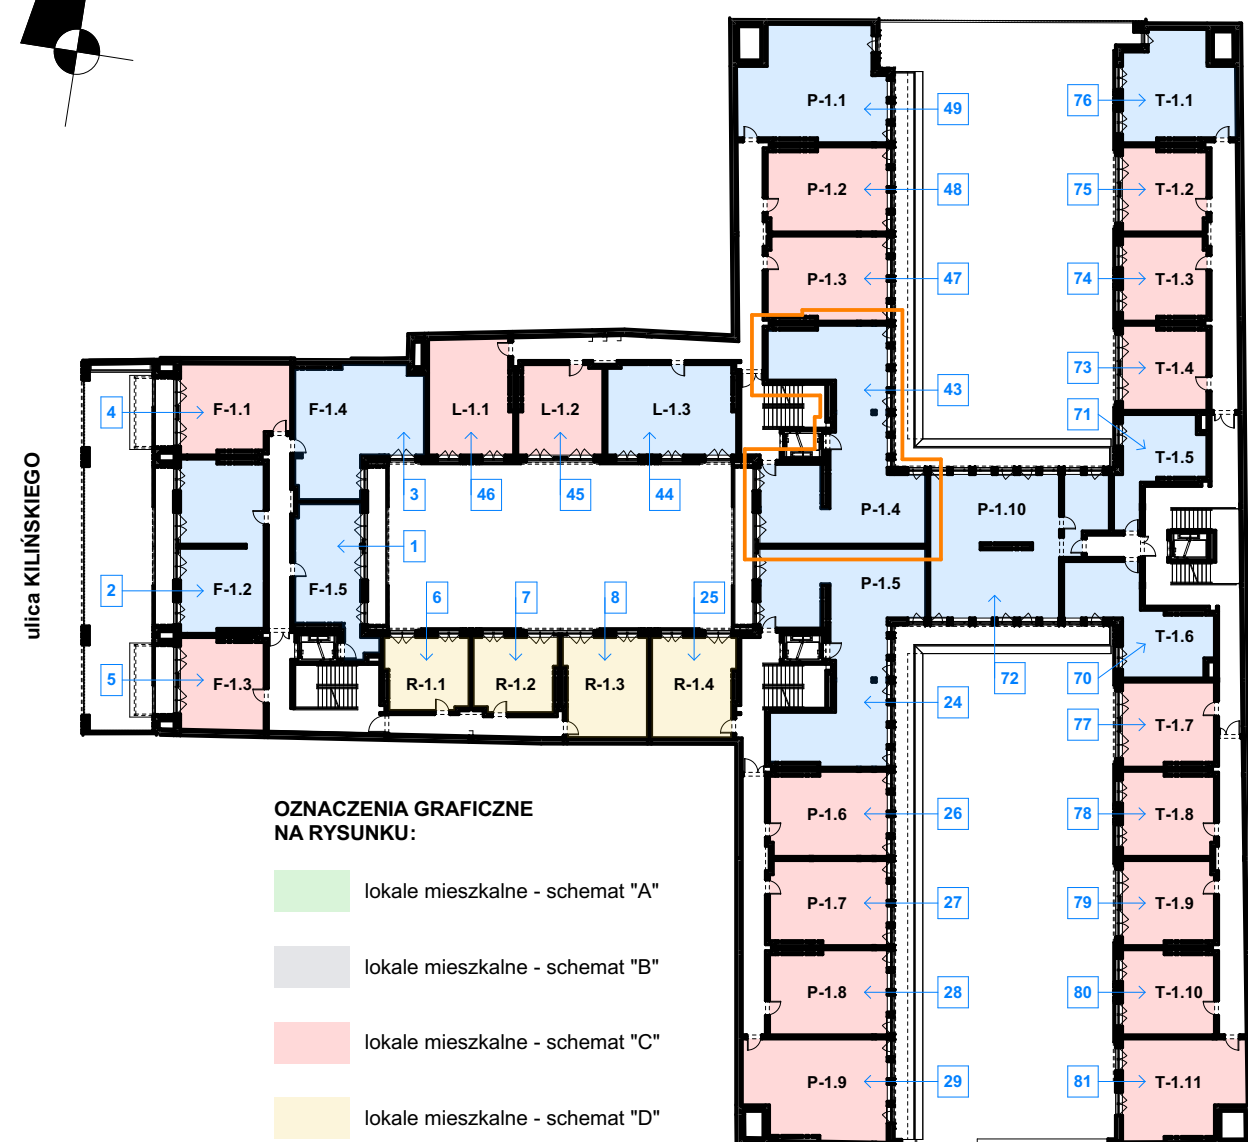 P-1.1
49
76
T-1.1
P-1.2
48
75
T-1.2
P-1.3
47
74
T-1.3
43
73
T-1.4
4
F-1.1
F-1.4
L-1.1
L-1.2
L-1.3
71
T-1.5
3
46
45
44
P-1.4
P-1.10
ulica KILIŃSKIEGO
1
2
F-1.2
F-1.5
6
7
8
25
P-1.5
T-1.6
5
F-1.3
R-1.1
R-1.2
R-1.3
R-1.4
24
72
70
77
T-1.7
P-1.6
26
78
T-1.8
P-1.7
27
79
T-1.9
P-1.8
28
80
T-1.10
P-1.9
29
81
T-1.11
OZNACZENIA GRAFICZNE
NA RYSUNKU:
lokale mieszkalne - schemat "A"
lokale mieszkalne - schemat "B"
lokale mieszkalne - schemat "C"
lokale mieszkalne - schemat "D"